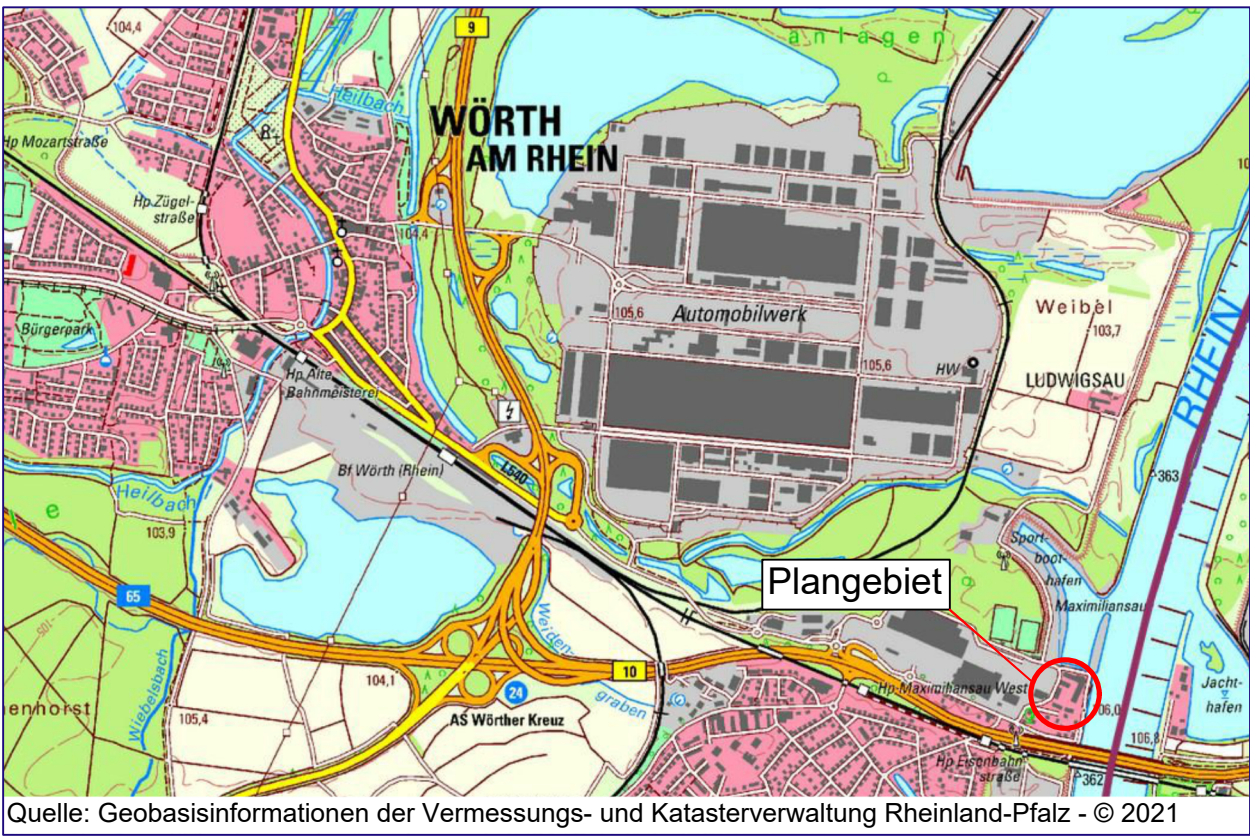 104,4
9
anlagen
Heilbach
WÖRTH
AM RHEIN
Hp Mozartstraße
Hp Zügel-
straße
104,4
Weibel
103,7
Bürgerpark
105,6
Automobilwerk
105,6
HW
LUDWIGSAU
RHEIN
Hp Alte
Bahnmeisterei
Bf Wörth (Rhein)
L540
363
Heilbach
e
103,9
Sport-
boot-
hafen
Maximiliansau
Plangebiet
65
Weiden-
graben
10
104,1
24
AS Wörther Kreuz
Hp Maximiliansau West
Jacht-
hafen
enhorst
Wiebelsbach
105,4
106,0
106,8
Hp Eisenbahn
straße
362
Quelle: Geobasisinformationen der Vermessungs- und Katasterverwaltung Rheinland-Pfalz - © 2021